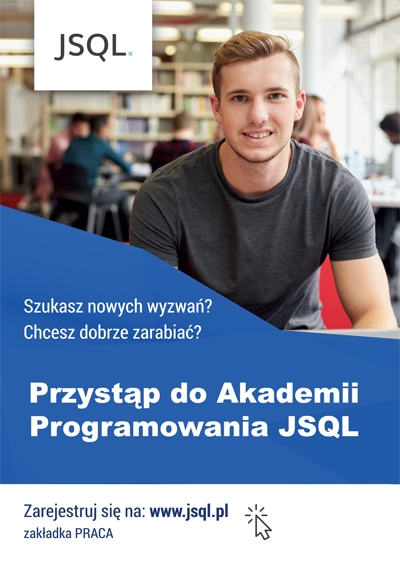 JSQL.
Szukasz nowych wyzwań?
Chcesz dobrze zarabiać?
Przystąp do Akademii
Programowania JSQL
Zarejestruj się na: www.jsql.pl
zakładka PRACA